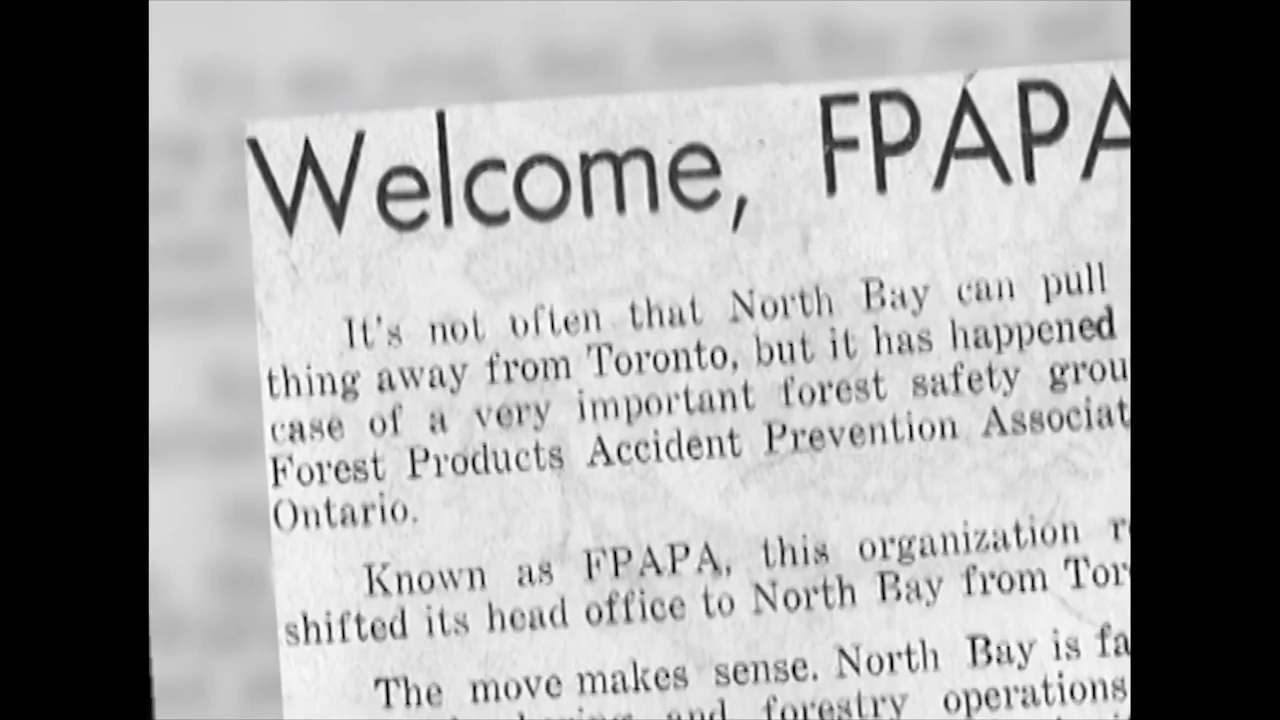 Welcome, FPAPA
It's not often that North Bay can pull
thing away from Toronto, but it has happened
case of a very important forest safety grou
Forest Products Accident Prevention Associat
Ontario.
Known as FPAPA, this organization r
shifted its head office to North Bay from Tor
The move makes sense. North Bay is fa
and forestry operations